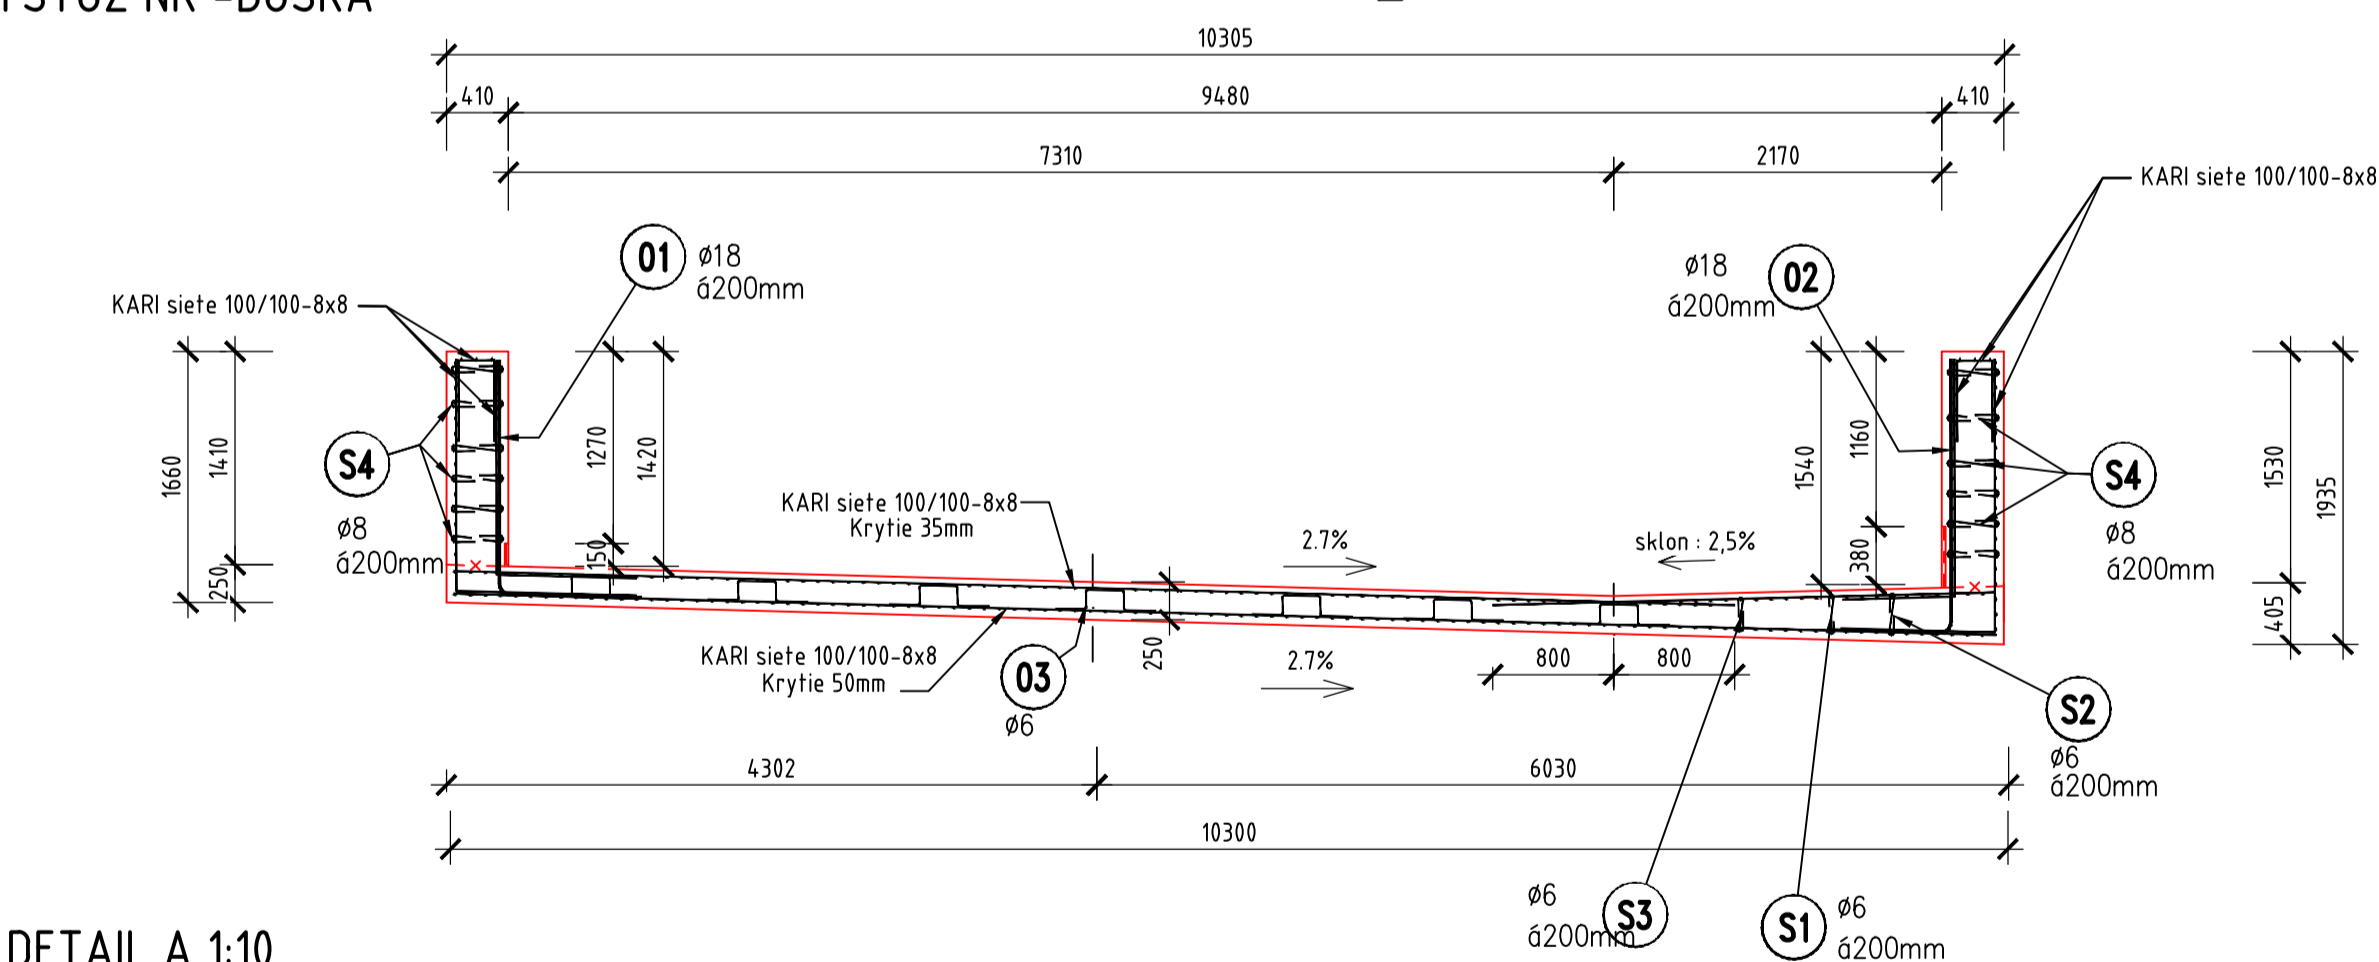 10305
410
9480
410
7310
2170
KARI siete 100/100-8x8
01
ø18
á200mm
ø18
á200mm
02
KARI siete 100/100-8x8
1660
1410
250
1270
150
1420
1540
1160
380
1530
405
1935
S4
ø8
á200mm
S4
ø8
á200mm
KARI siete 100/100-8x8
Krytie 35mm
2.7%
sklon : 2,5%
KARI siete 100/100-8x8
Krytie 50mm
03
ø6
250
2.7%
800
800
S2
ø6
á200mm
4302
6030
10300
ø6
á200mm
S3
S1
ø6
á200mm
DETAIL A 1:10